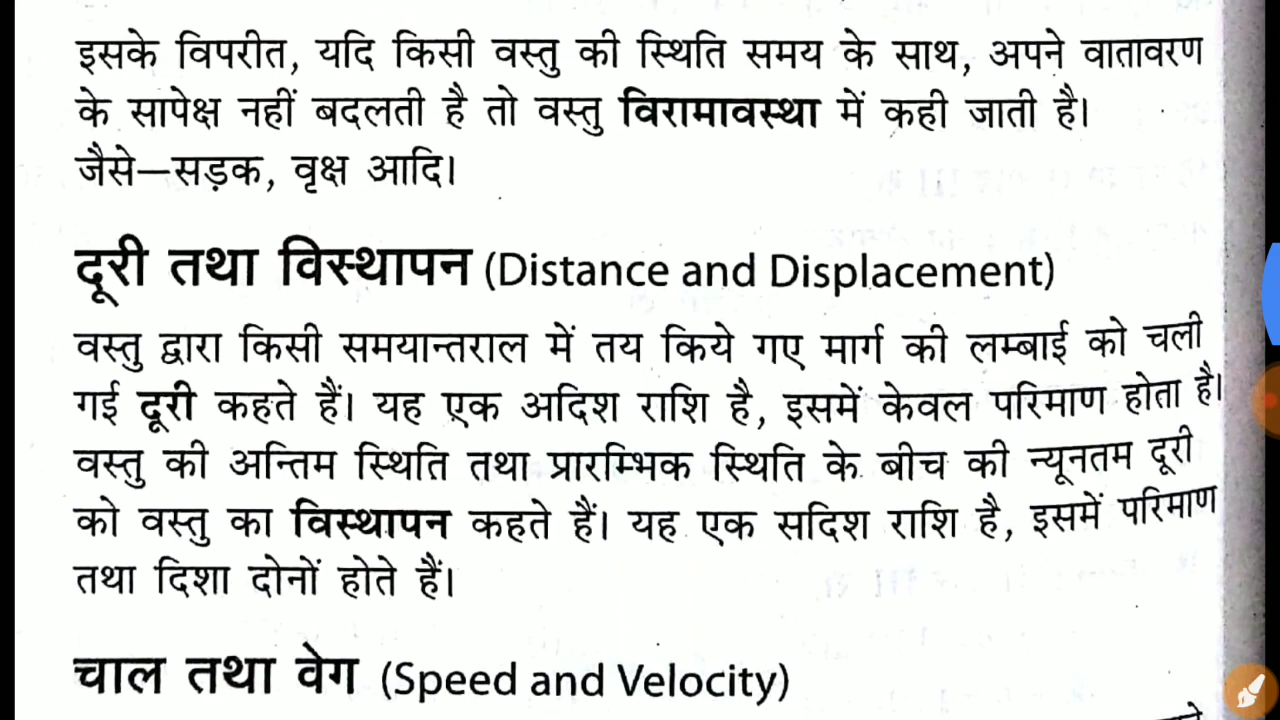 इसके विपरीत, यदि किसी वस्तु की स्थिति समय के साथ, अपने वातावरण
के सापेक्ष नहीं बदलती है तो वस्तु विरामावस्था में कही जाती है।
जैसे—सड़क, वृक्ष आदि।
दूरी तथा विस्थापन (Distance and Displacement)
वस्तु द्वारा किसी समयान्तराल में तय किये गए मार्ग की लम्बाई को चली
गई दूरी कहते हैं। यह एक अदिश राशि है, इसमें केवल परिमाण होता है।
वस्तु की अन्तिम स्थिति तथा प्रारम्भिक स्थिति के बीच की न्यूनतम दूरी
को वस्तु का विस्थापन कहते हैं। यह एक सदिश राशि है, इसमें परिमाण
तथा दिशा दोनों होते हैं।
चाल तथा वेग (Speed and Velocity)